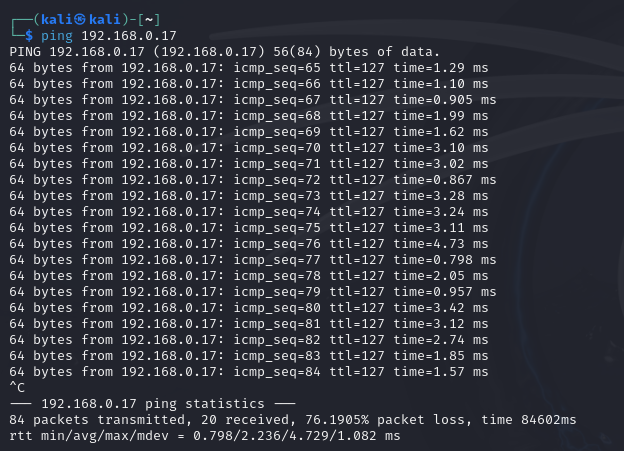 ┌──(kali㉿kali)-[~]
└─$ ping 192.168.0.17
PING 192.168.0.17 (192.168.0.17) 56(84) bytes of data.
64 bytes from 192.168.0.17: icmp_seq=65 ttl=127 time=1.29 ms
64 bytes from 192.168.0.17: icmp_seq=66 ttl=127 time=1.10 ms
64 bytes from 192.168.0.17: icmp_seq=67 ttl=127 time=0.905 ms
64 bytes from 192.168.0.17: icmp_seq=68 ttl=127 time=1.99 ms
64 bytes from 192.168.0.17: icmp_seq=69 ttl=127 time=1.62 ms
64 bytes from 192.168.0.17: icmp_seq=70 ttl=127 time=3.10 ms
64 bytes from 192.168.0.17: icmp_seq=71 ttl=127 time=3.02 ms
64 bytes from 192.168.0.17: icmp_seq=72 ttl=127 time=0.867 ms
64 bytes from 192.168.0.17: icmp_seq=73 ttl=127 time=3.28 ms
64 bytes from 192.168.0.17: icmp_seq=74 ttl=127 time=3.24 ms
64 bytes from 192.168.0.17: icmp_seq=75 ttl=127 time=3.11 ms
64 bytes from 192.168.0.17: icmp_seq=76 ttl=127 time=4.73 ms
64 bytes from 192.168.0.17: icmp_seq=77 ttl=127 time=0.798 ms
64 bytes from 192.168.0.17: icmp_seq=78 ttl=127 time=2.05 ms
64 bytes from 192.168.0.17: icmp_seq=79 ttl=127 time=0.957 ms
64 bytes from 192.168.0.17: icmp_seq=80 ttl=127 time=3.42 ms
64 bytes from 192.168.0.17: icmp_seq=81 ttl=127 time=3.12 ms
64 bytes from 192.168.0.17: icmp_seq=82 ttl=127 time=2.74 ms
64 bytes from 192.168.0.17: icmp_seq=83 ttl=127 time=1.85 ms
64 bytes from 192.168.0.17: icmp_seq=84 ttl=127 time=1.57 ms
^C
--- 192.168.0.17 ping statistics ---
84 packets transmitted, 20 received, 76.1905% packet loss, time 84602ms
rtt min/avg/max/mdev = 0.798/2.236/4.729/1.082 ms